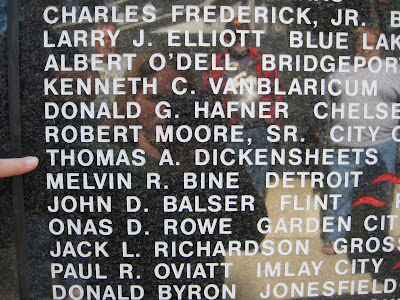 CHARLES FREDERICK, JR.
LARRY J. ELLIOTT BLUE LAK
ALBERT O'DELL BRIDGEPOR
KENNETH C. VANBLARICUM
DONALD G. HAFNER CHELSE
ROBERT MOORE, SR. CITY
THOMAS A. DICKENSHEETS
MELVIN R. BINE DETROIT
JOHN D. BALSER FLINT
ONAS D. ROWE GARDEN CIT
JACK L. RICHARDSON GROS
PAUL R. OVIATT IMLAY CITY
DONALD BYRON JONESFIELD